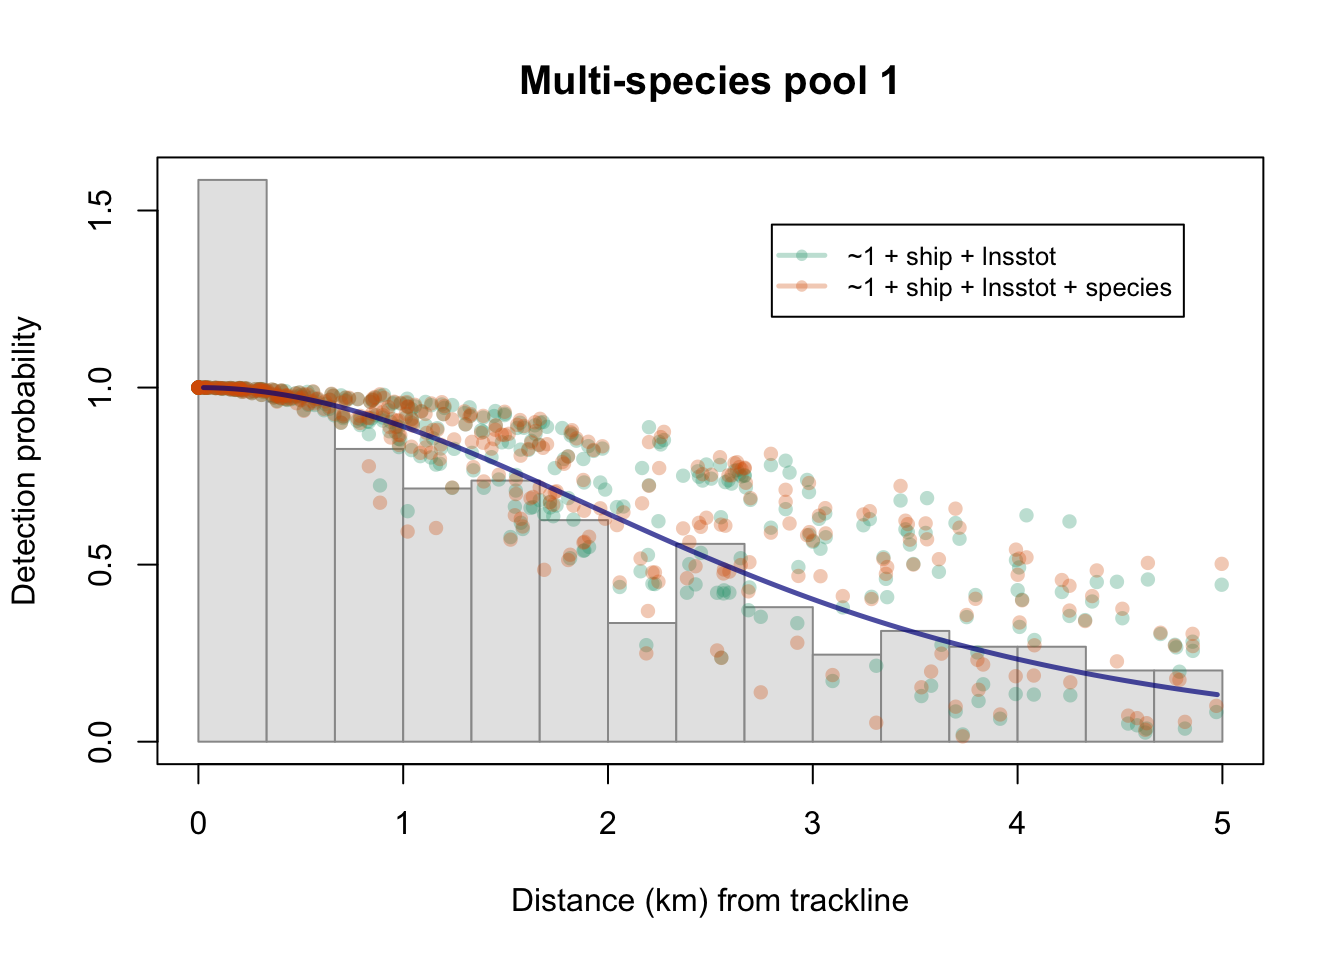 Multi-species pool 1
Detection probability
1.5
1.0
0.5
0.0
~1 + ship + lnsstot
~1 + ship + lnsstot + species
0 1 2 3 4 5
Distance (km) from trackline